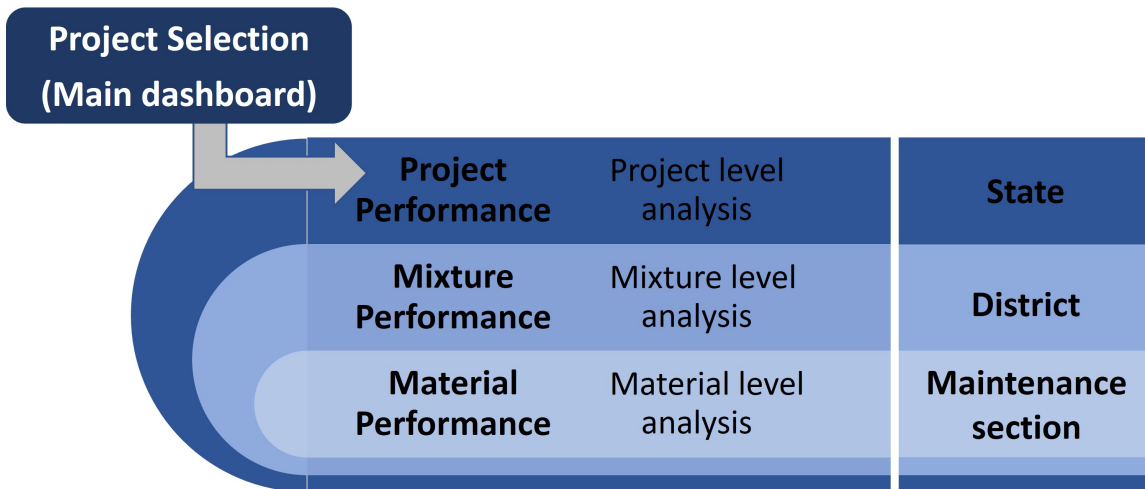 Project Selection
(Main dashboard)
Project
Performance
Project level
analysis
State
Mixture
Performance
Mixture level
analysis
District
Material
Performance
Material level
analysis
Maintenance
section